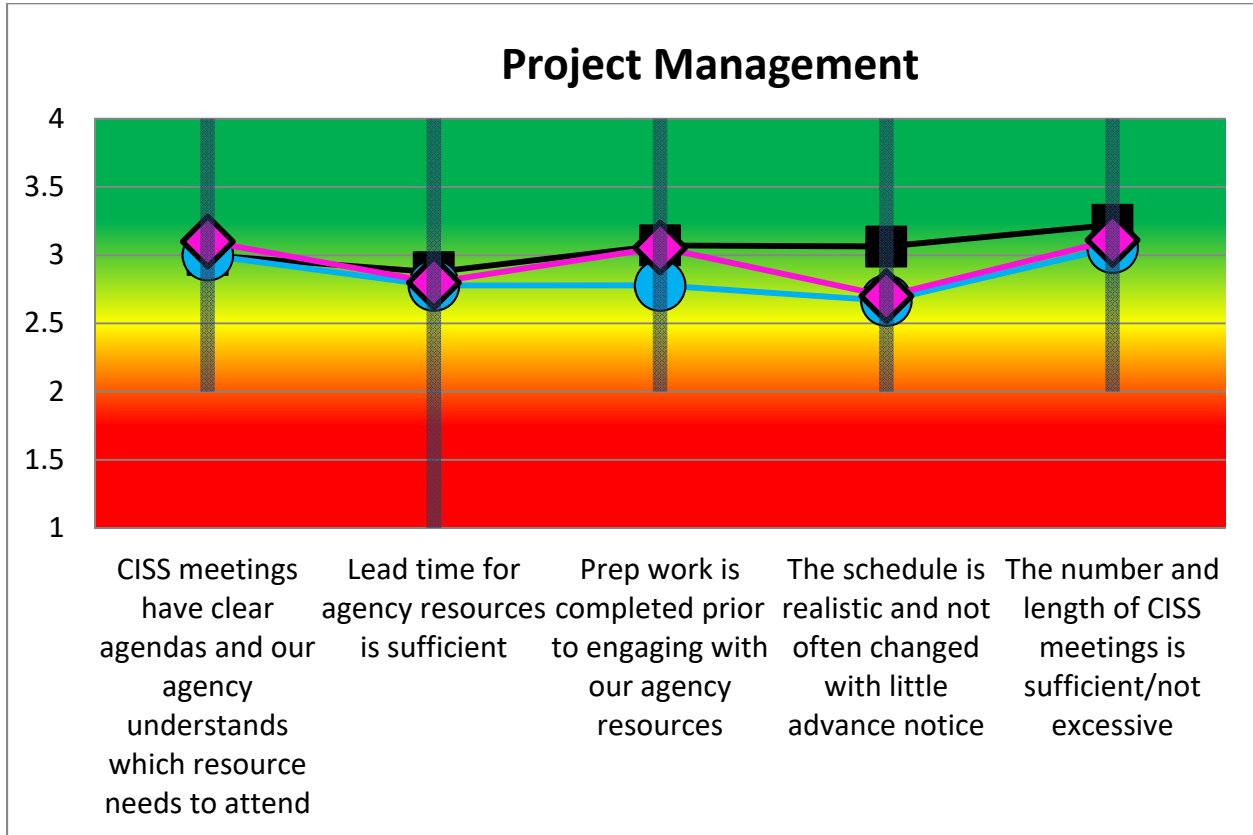 Project Management
4
3.5
3
2.5
2
1.5
1
CISS meetings
have clear
agendas and our
agency
understands
which resource
needs to attend
Lead time for
agency resources
is sufficient
Prep work is
completed prior
to engaging with
our agency
resources
The schedule is
realistic and not
often changed
with little
advance notice
The number and
length of CISS
meetings is
sufficient/not
excessive